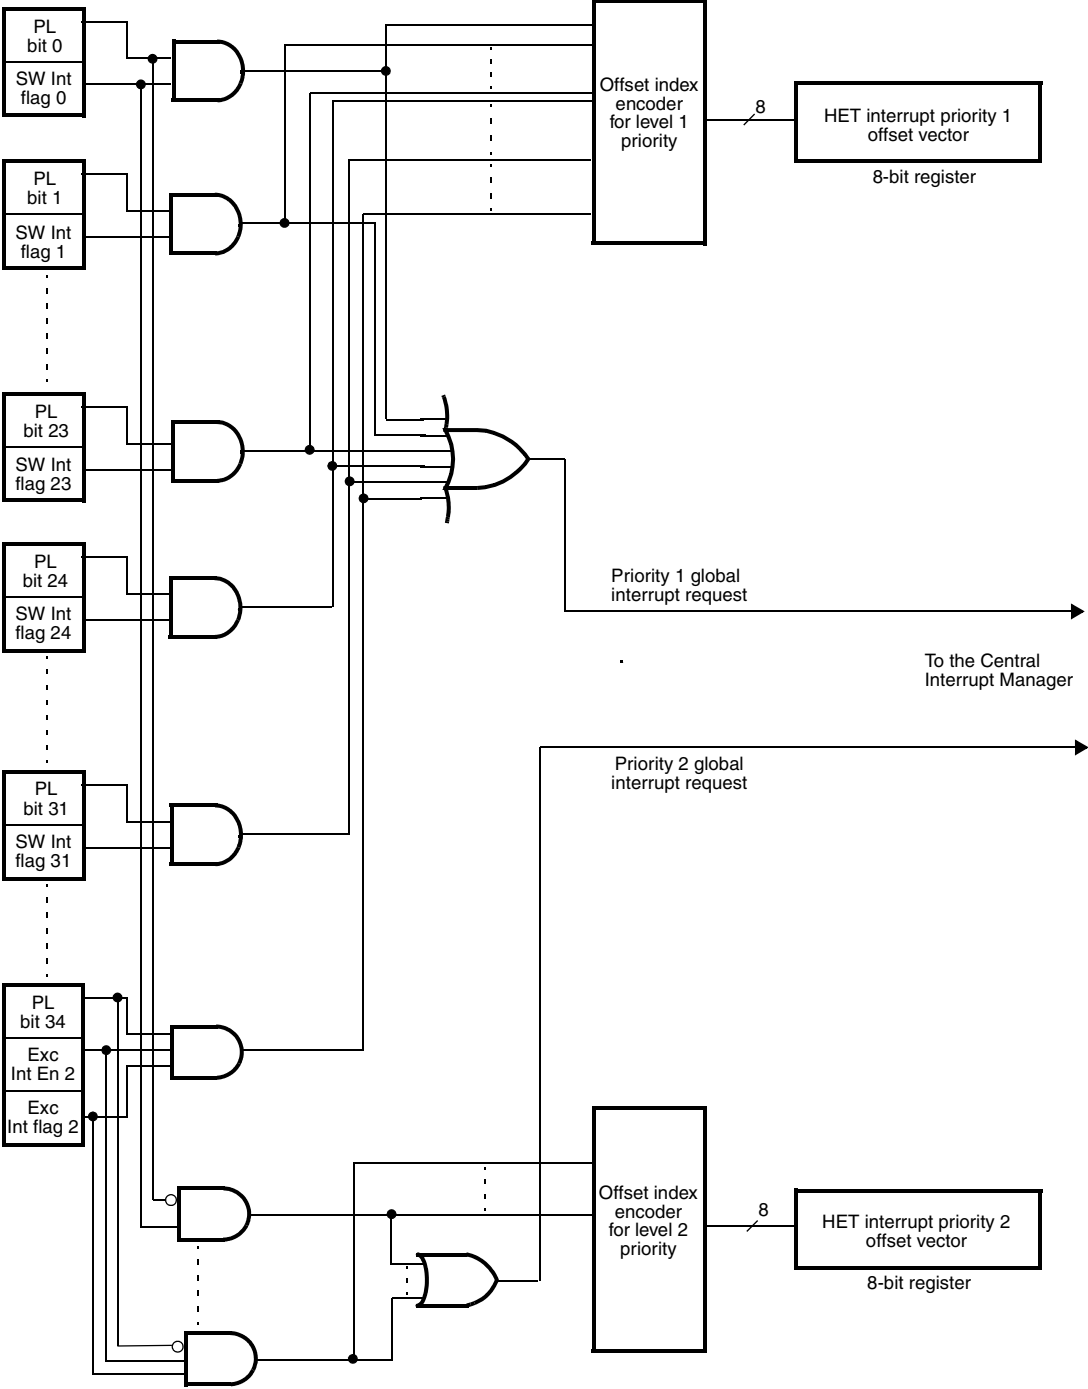 PL
bit 0
SW Int
flag 0
PL
bit 1
SW Int
flag 1
PL
bit 23
SW Int
flag 23
PL
bit 24
SW Int
flag 24
PL
bit 31
SW Int
flag 31
PL
bit 34
Exc
Int En 2
Exc
Int flag 2
Offset index
encoder
for level 1
priority
8
HET interrupt priority 1
offset vector
8-bit register
Priority 1 global
interrupt request
To the Central
Interrupt Manager
Priority 2 global
interrupt request
Offset index
encoder
for level 2
priority
8
HET interrupt priority 2
offset vector
8-bit register